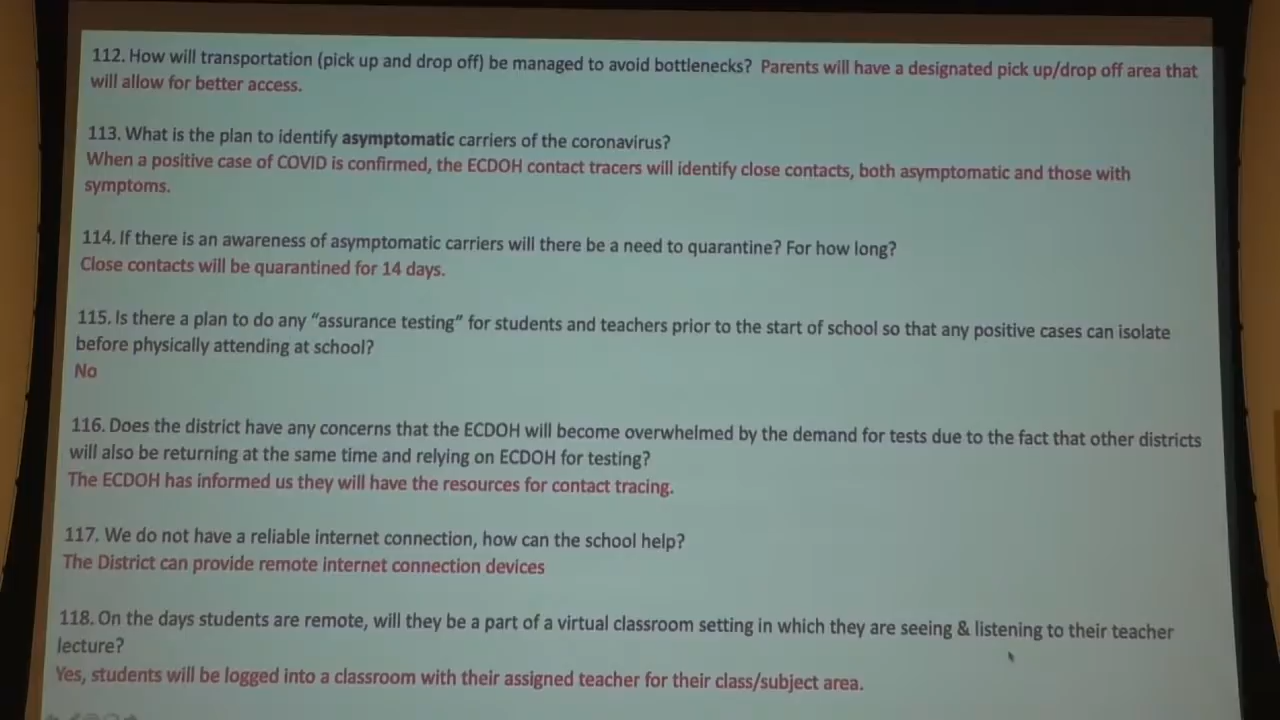 112. How will transportation (pick up and drop off) be managed to avoid bottlenecks? Parents will have a designated pick up/drop off area that
will allow for better access.
113. What is the plan to identify asymptomatic carriers of the coronavirus?
When a positive case of COVID is confirmed, the ECDOH contact tracers will identify close contacts, both asymptomatic and those with
symptoms.
114. If there is an awareness of asymptomatic carriers will there be a need to quarantine? For how long?
Close contacts will be quarantined for 14 days.
115. Is there a plan to do any “assurance testing” for students and teachers prior to the start of school so that any positive cases can isolate
before physically attending at school?
No
116. Does the district have any concerns that the ECDOH will become overwhelmed by the demand for tests due to the fact that other districts
will also be returning at the same time and relying on ECDOH for testing?
The ECDOH has informed us they will have the resources for contact tracing.
117. We do not have a reliable internet connection, how can the school help?
The District can provide remote internet connection devices
118. On the days students are remote, will they be a part of a virtual classroom setting in which they are seeing & listening to their teacher
lecture?
Yes, students will be logged into a classroom with their assigned teacher for their class/subject area.